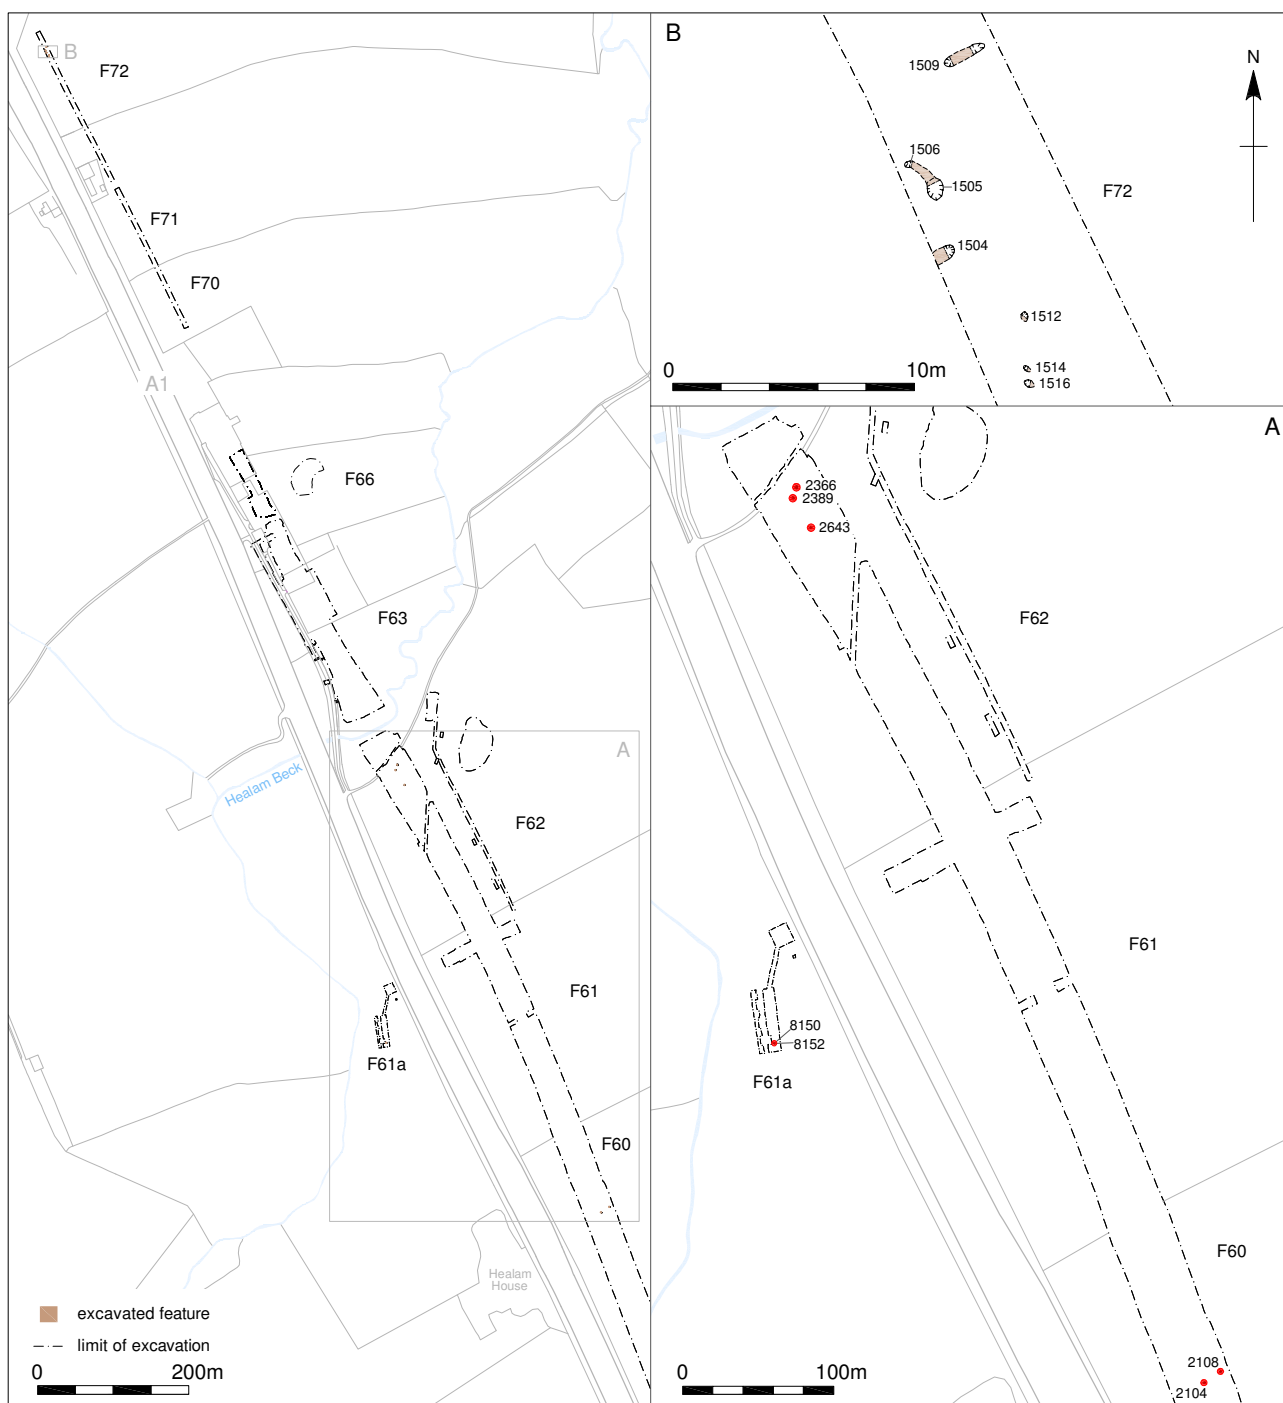 B
F72
F71
F70
A1
F66
F63
A
Healam Beck
F62
F61
F61a
F60
Healam
House
excavated feature
limit of excavation
0 200m
B
N
1509
1506
1505
F72
1504
1512
1514
1516
0 10m
A
2366
2389
2643
F62
F61
8150
8152
F61a
F60
2108
2104
0 100m